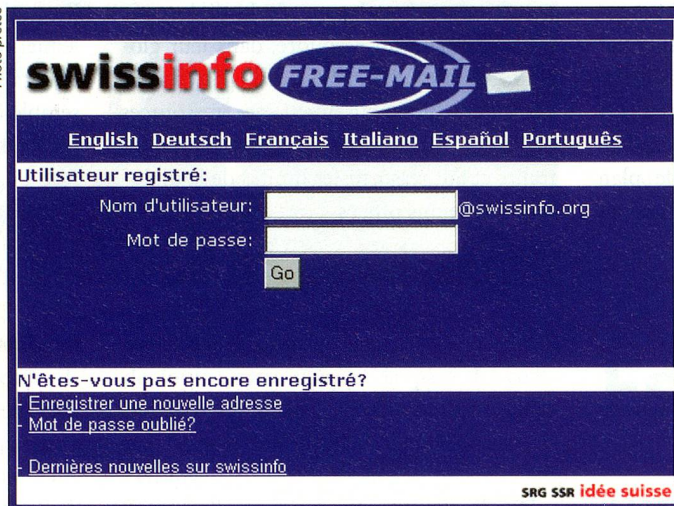 swissinfo FREE-MAIL
English Deutsch Français Italiano Español Português
Utilisateur registré:
Nom d'utilisateur: @swissinfo.org
Mot de passe:
Go
N'êtes-vous pas encore enregistré?
- Enregistrer une nouvelle adresse
- Mot de passe oublié?
- Dernières nouvelles sur swissinfo
SRG SSR idée suisse